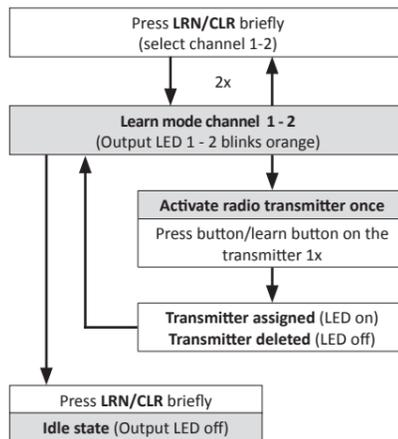 Press LRN/CLR briefly
(select channel 1-2)
2x
Learn mode channel 1 - 2
(Output LED 1 - 2 blinks orange)
Activate radio transmitter once
Press button/learn button on the
transmitter 1x
Transmitter assigned (LED on)
Transmitter deleted (LED off)
Press LRN/CLR briefly
Idle state (Output LED off)